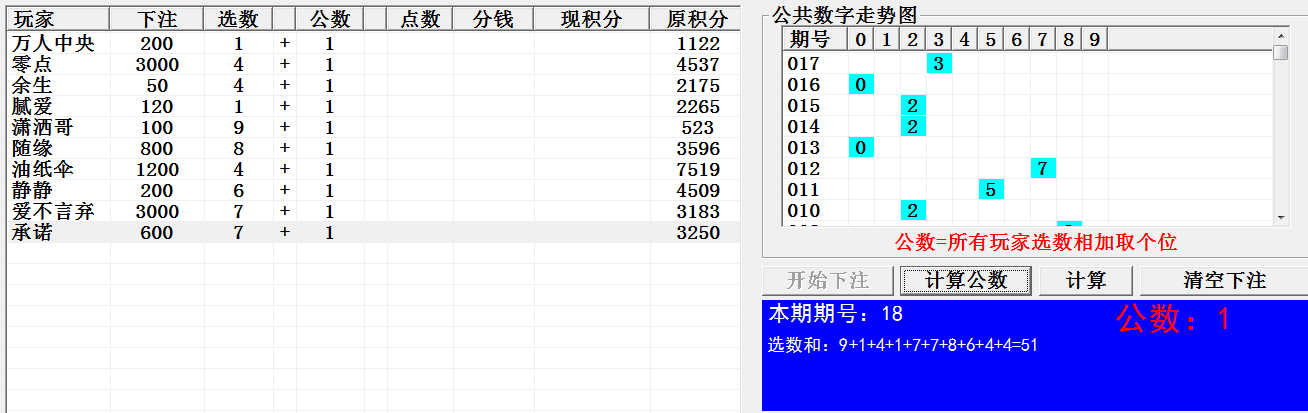 玩家 下注 选数 公数 点数 分钱 现积分 原积分
万人中央 200 1 + 1 1122
零点 3000 4 + 1 4537
余生 50 4 + 1 2175
腻爱 120 1 + 1 2265
潇洒哥 100 9 + 1 523
随缘 800 8 + 1 3596
油纸伞 1200 4 + 1 7519
静静 200 6 + 1 4509
爱不言弃 3000 7 + 1 3183
承诺 600 7 + 1 3250
公共数字走势图
期号 0 1 2 3 4 5 6 7 8 9
017 3
016 0
015 2
014 2
013 0
012 7
011 5
010 2
公数=所有玩家选数相加取个位
开始下注 计算公数 计算 清空下注
本期期号：18
公数：1
选数和：9+1+4+1+7+7+8+6+4+4=51